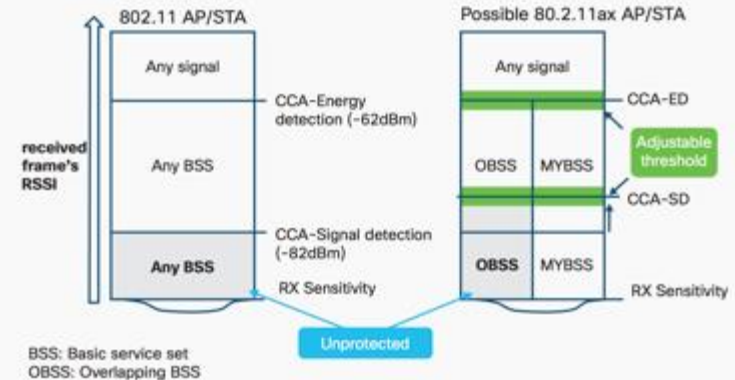 802.11 AP/STA
Any signal
CCA-Energy
detection (-62dBm)
received
frame's
RSSI
Any BSS
CCA-Signal detection
(-82dBm)
Any BSS
RX Sensitivity
Possible 80.2.11ax AP/STA
Any signal
CCA-ED
Adjustable
threshold
OBSS MYBSS
CCA-SD
OBSS MYBSS
RX Sensitivity
Unprotected
BSS: Basic service set
OBSS: Overlapping BSS